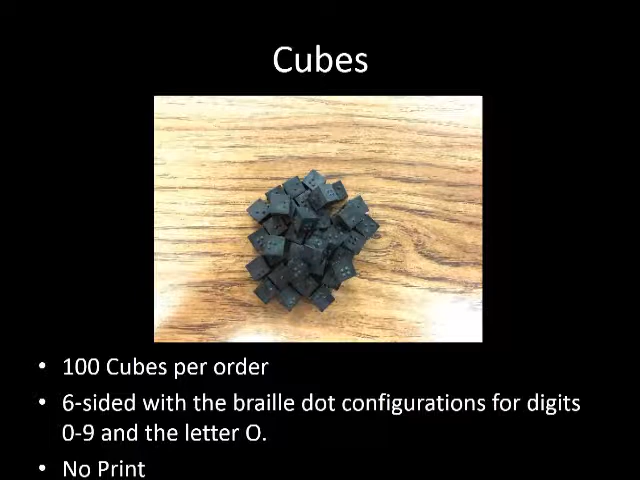 Cubes
• 100 Cubes per order
• 6-sided with the braille dot configurations for digits
0-9 and the letter O.
• No Print